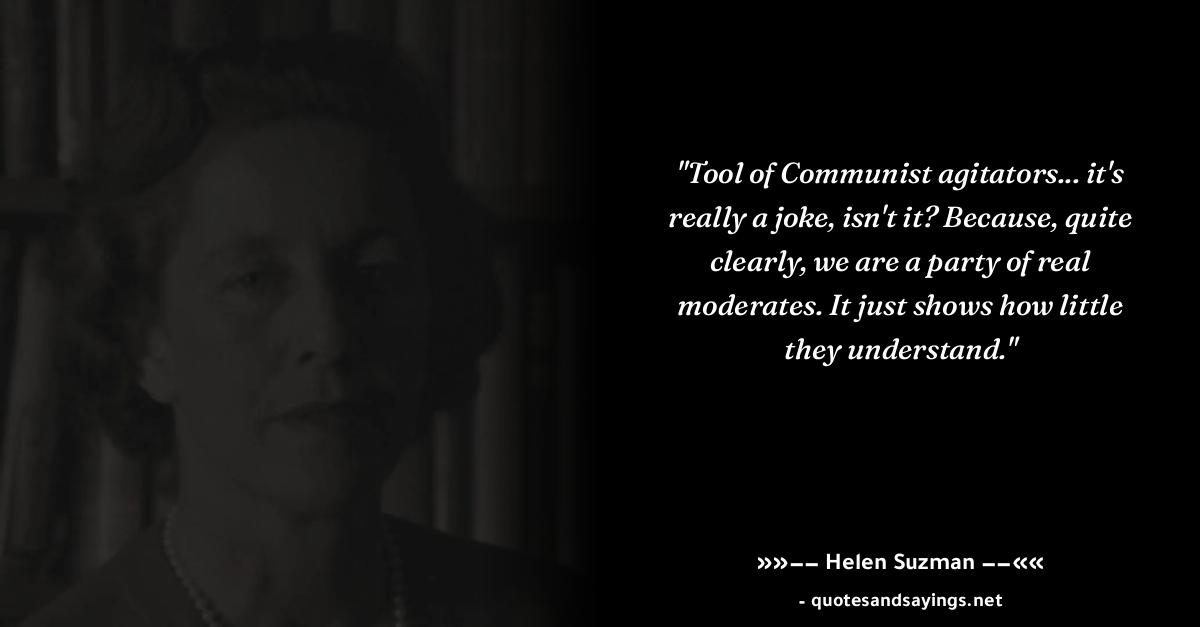 "Tool of Communist agitators... it's
really a joke, isn't it? Because, quite
clearly, we are a party of real
moderates. It just shows how little
they understand."
»»−− Helen Suzman −−««
- quotesandsayings.net